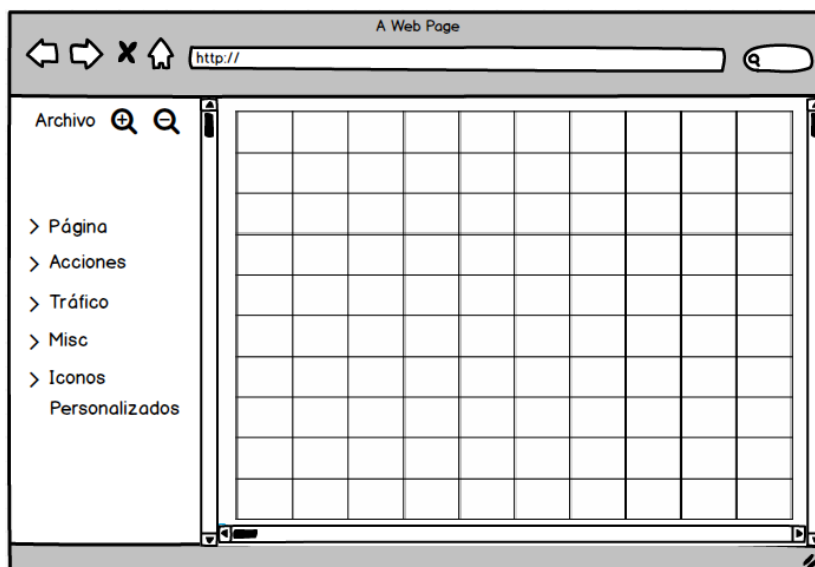 A Web Page
http://
Archivo
Página
Acciones
Tráfico
Misc
Iconos
Personalizados